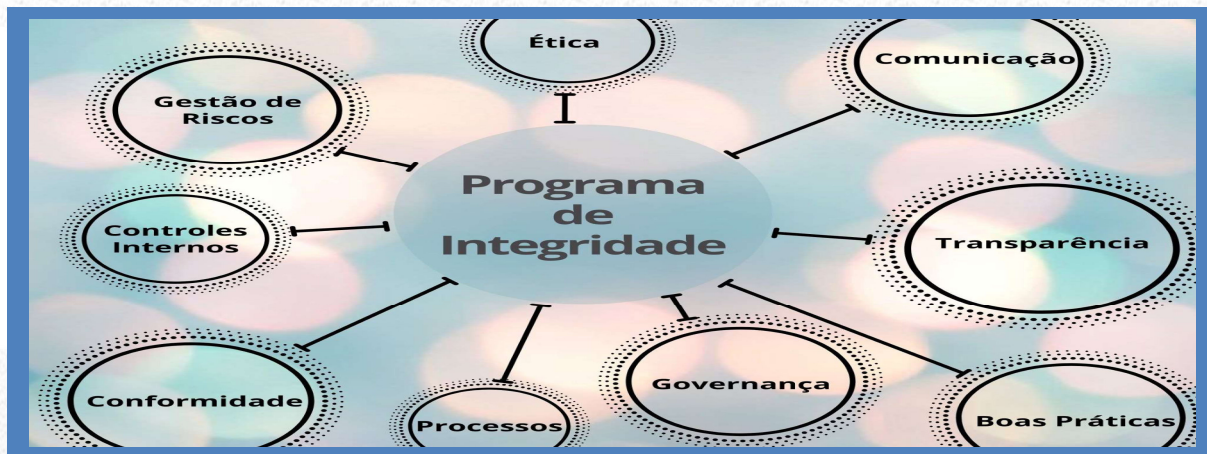 Ética
Comunicação
Gestão de
Riscos
Programa
de
Integridade
Controles
Internos
Transparência
Conformidade
Processos
Governança
Boas Práticas